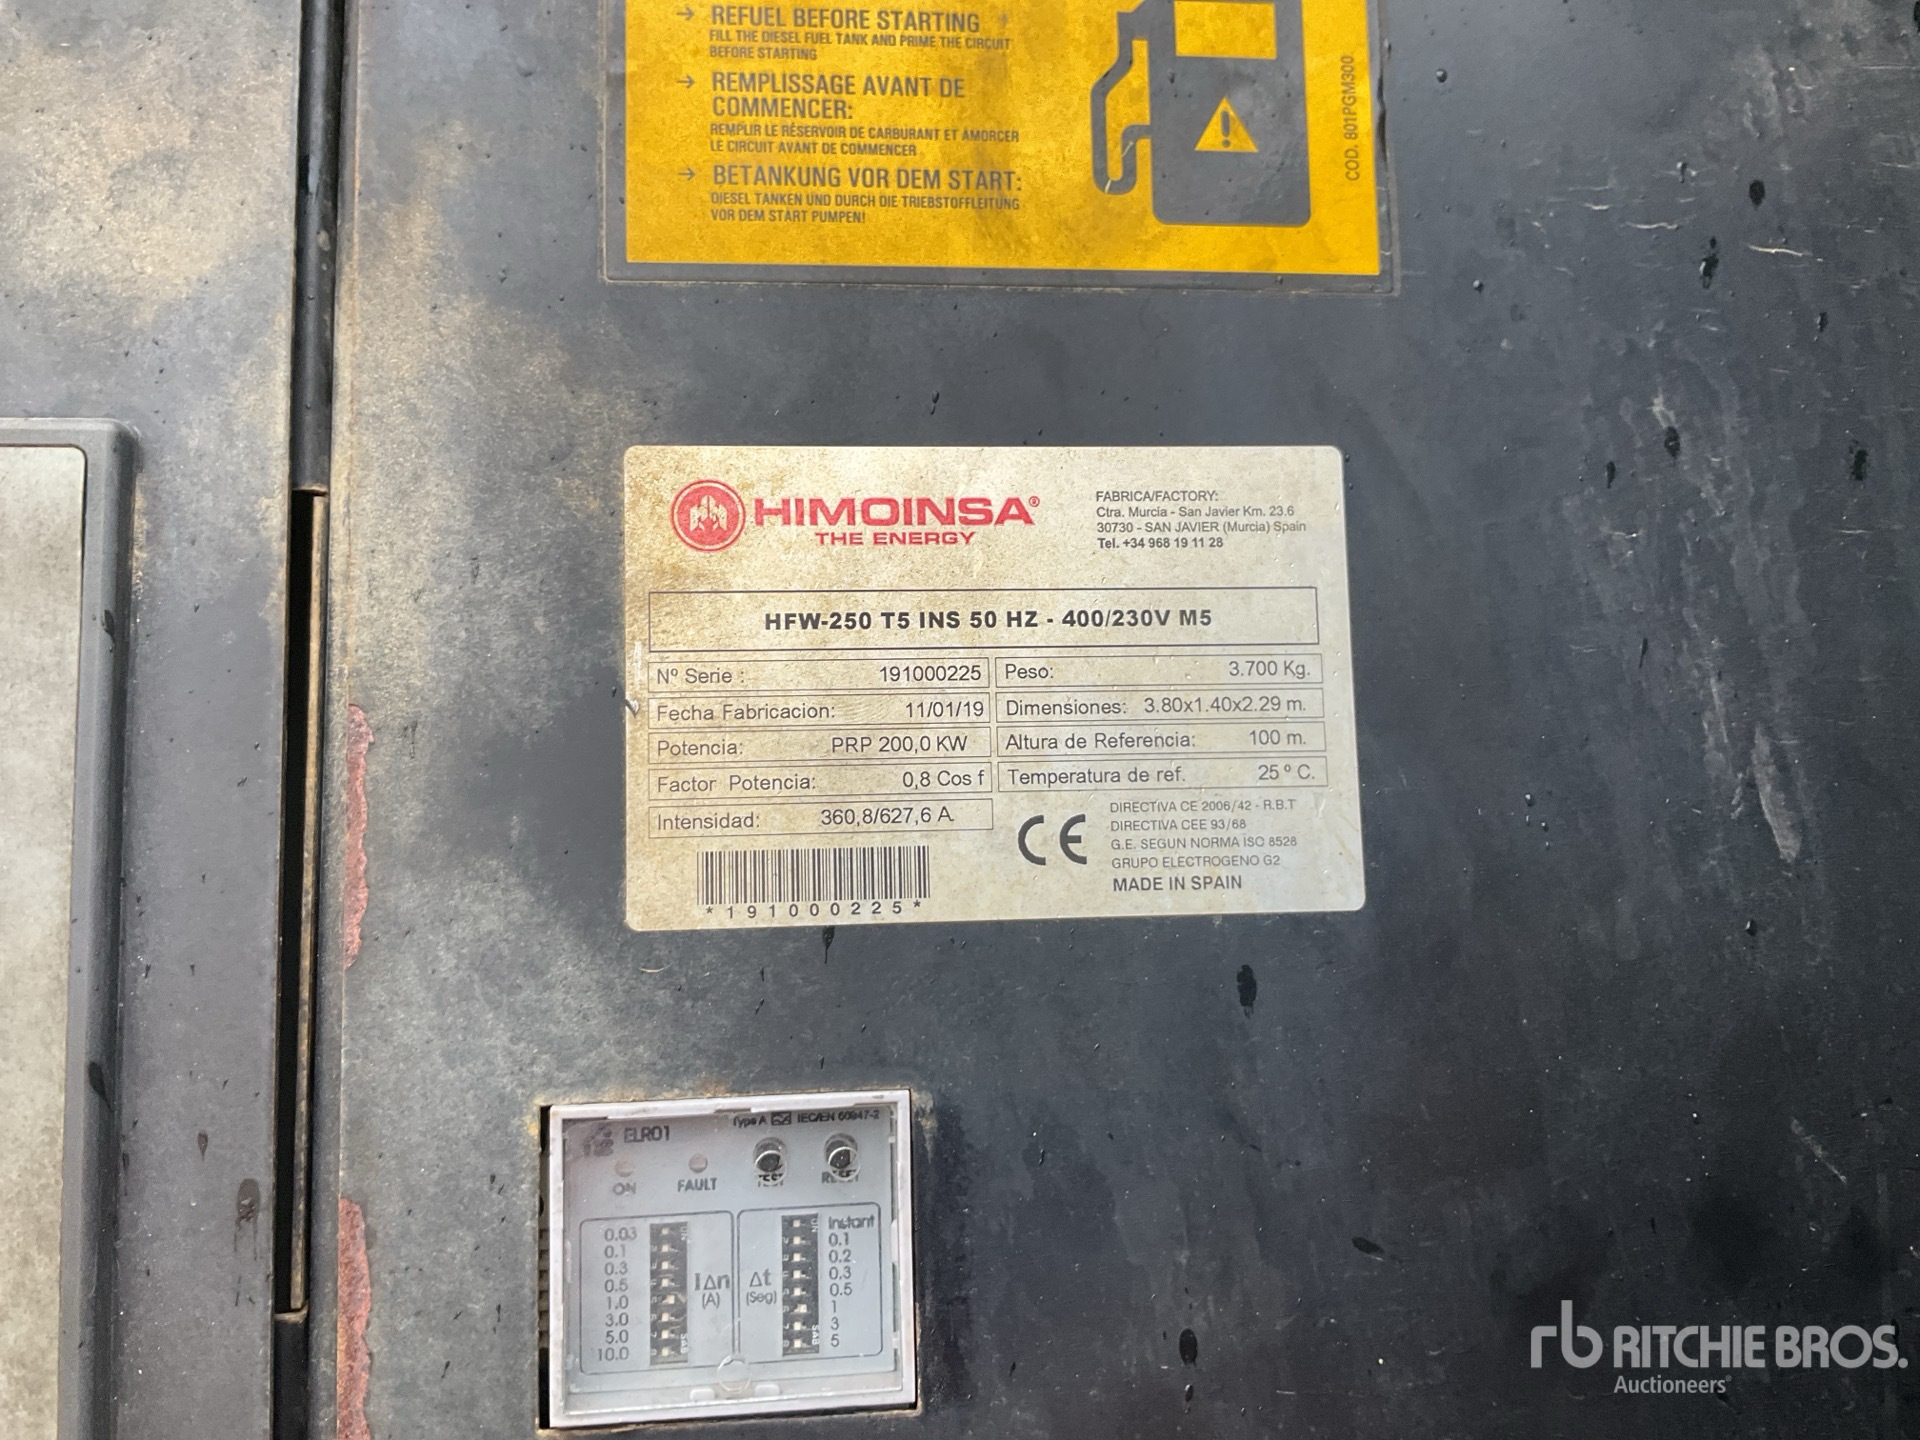 → REFUEL BEFORE STARTING
FILL THE DIESEL FUEL TANK AND PRIME THE CIRCUIT
BEFORE STARTING
→ REMPLISSAGE AVANT DE
COMMENCER:
REMPLIR LE RÉSERVOIR DE CARBURANT ET AMORCER
LE CIRCUIT AVANT DE COMMENCER
→ BETANKUNG VOR DEM START:
DIESEL TANKEN UND DURCH DIE TRIEBSTOFFLEITUNG
VOR DEM START PUMPEN!
COD. 801PGM300
HIMOINSA®
THE ENERGY
FABRICA/FACTORY:
Ctra. Murcia - San Javier Km. 23.6
30730 - SAN JAVIER (Murcia) Spain
Tel. +34 968 19 11 28
HFW-250 T5 INS 50 HZ - 400/230V M5
Nº Serie : 191000225
Fecha Fabricacion: 11/01/19
Potencia: PRP 200,0 KW
Factor Potencia: 0,8 Cos f
Intensidad: 360,8/627,6 A
Peso: 3.700 Kg.
Dimensiones: 3.80x1.40x2.29 m.
Altura de Referencia: 100 m.
Temperatura de ref. 25 º C.
*191000225*
CE
DIRECTIVA CE 2006/42 - R.B.T
DIRECTIVA CEE 93/68
G.E. SEGUN NORMA ISO 8528
GRUPO ELECTROGENO G2
MADE IN SPAIN
ELR01
Type A IEC/EN 60947-2
ON FAULT TEST RESET
0.03
0.1
0.3
0.5
1.0
3.0
5.0
10.0
IΔn
(A)
Δt
(Seg)
Instant
0.1
0.2
0.3
0.5
1
3
5
rb RITCHIE BROS.
Auctioneers